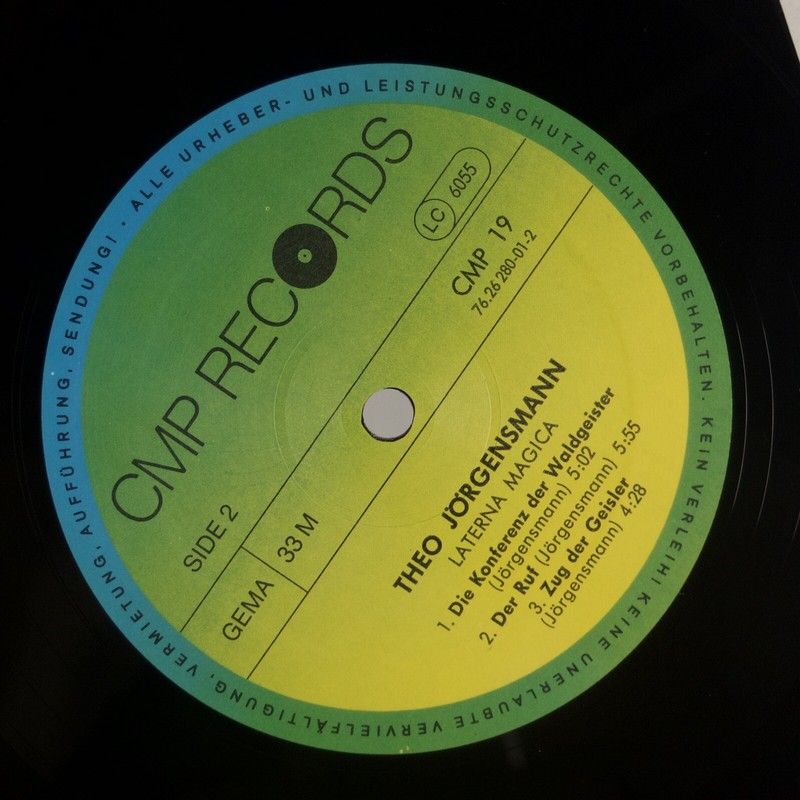 ALLE URHEBER- UND LEISTUNGSSCHUTZRECHTE VORBEHALTEN. KEIN VERLEIH! KEINE UNERLAUBTE VERVIELFÄLTIGUNG, VERMIETUNG, AUFFÜHRUNG, SENDUNG! ·
CMP RECORDS
LC 6055
SIDE 2
CMP 19
76.26 280-01-2
GEMA
33 M
THEO JÖRGENSMANN
LATERNA MAGICA
1. Die Konferenz der Waldgeister
(Jörgensmann) 5:02
2. Der Ruf (Jörgensmann) 5:55
3. Zug der Geisler
(Jörgensmann) 4:28